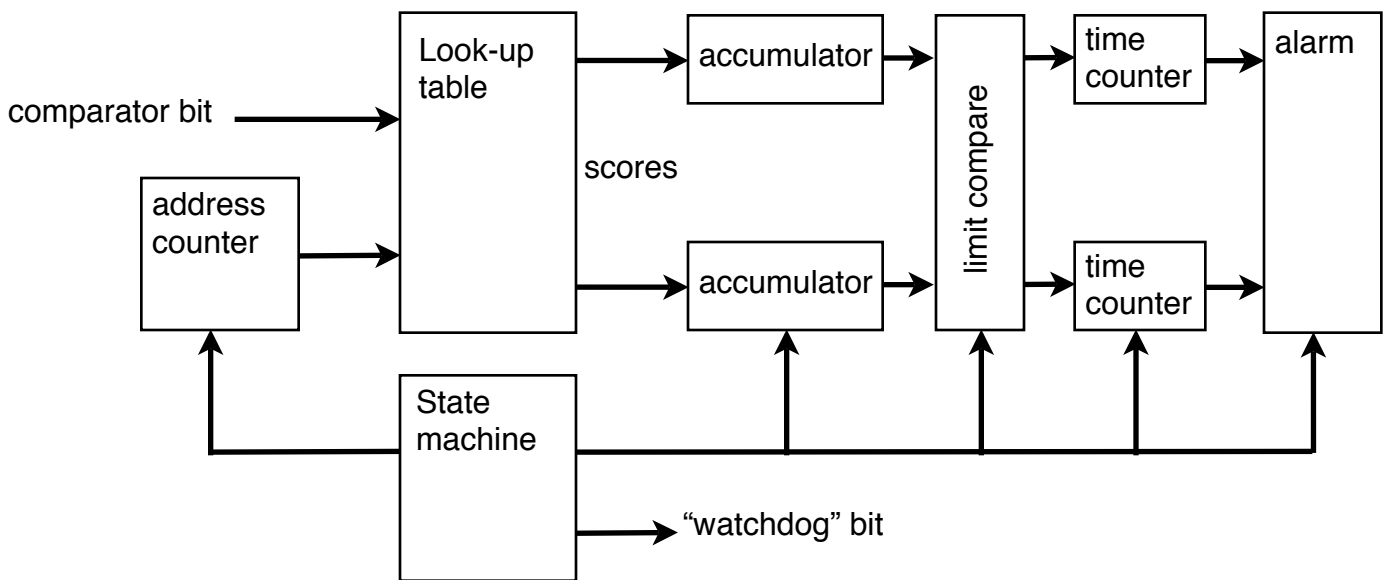 Look-up
table
accumulator
time
counter
alarm
comparator bit
scores
limit compare
address
counter
accumulator
time
counter
State
machine
“watchdog” bit